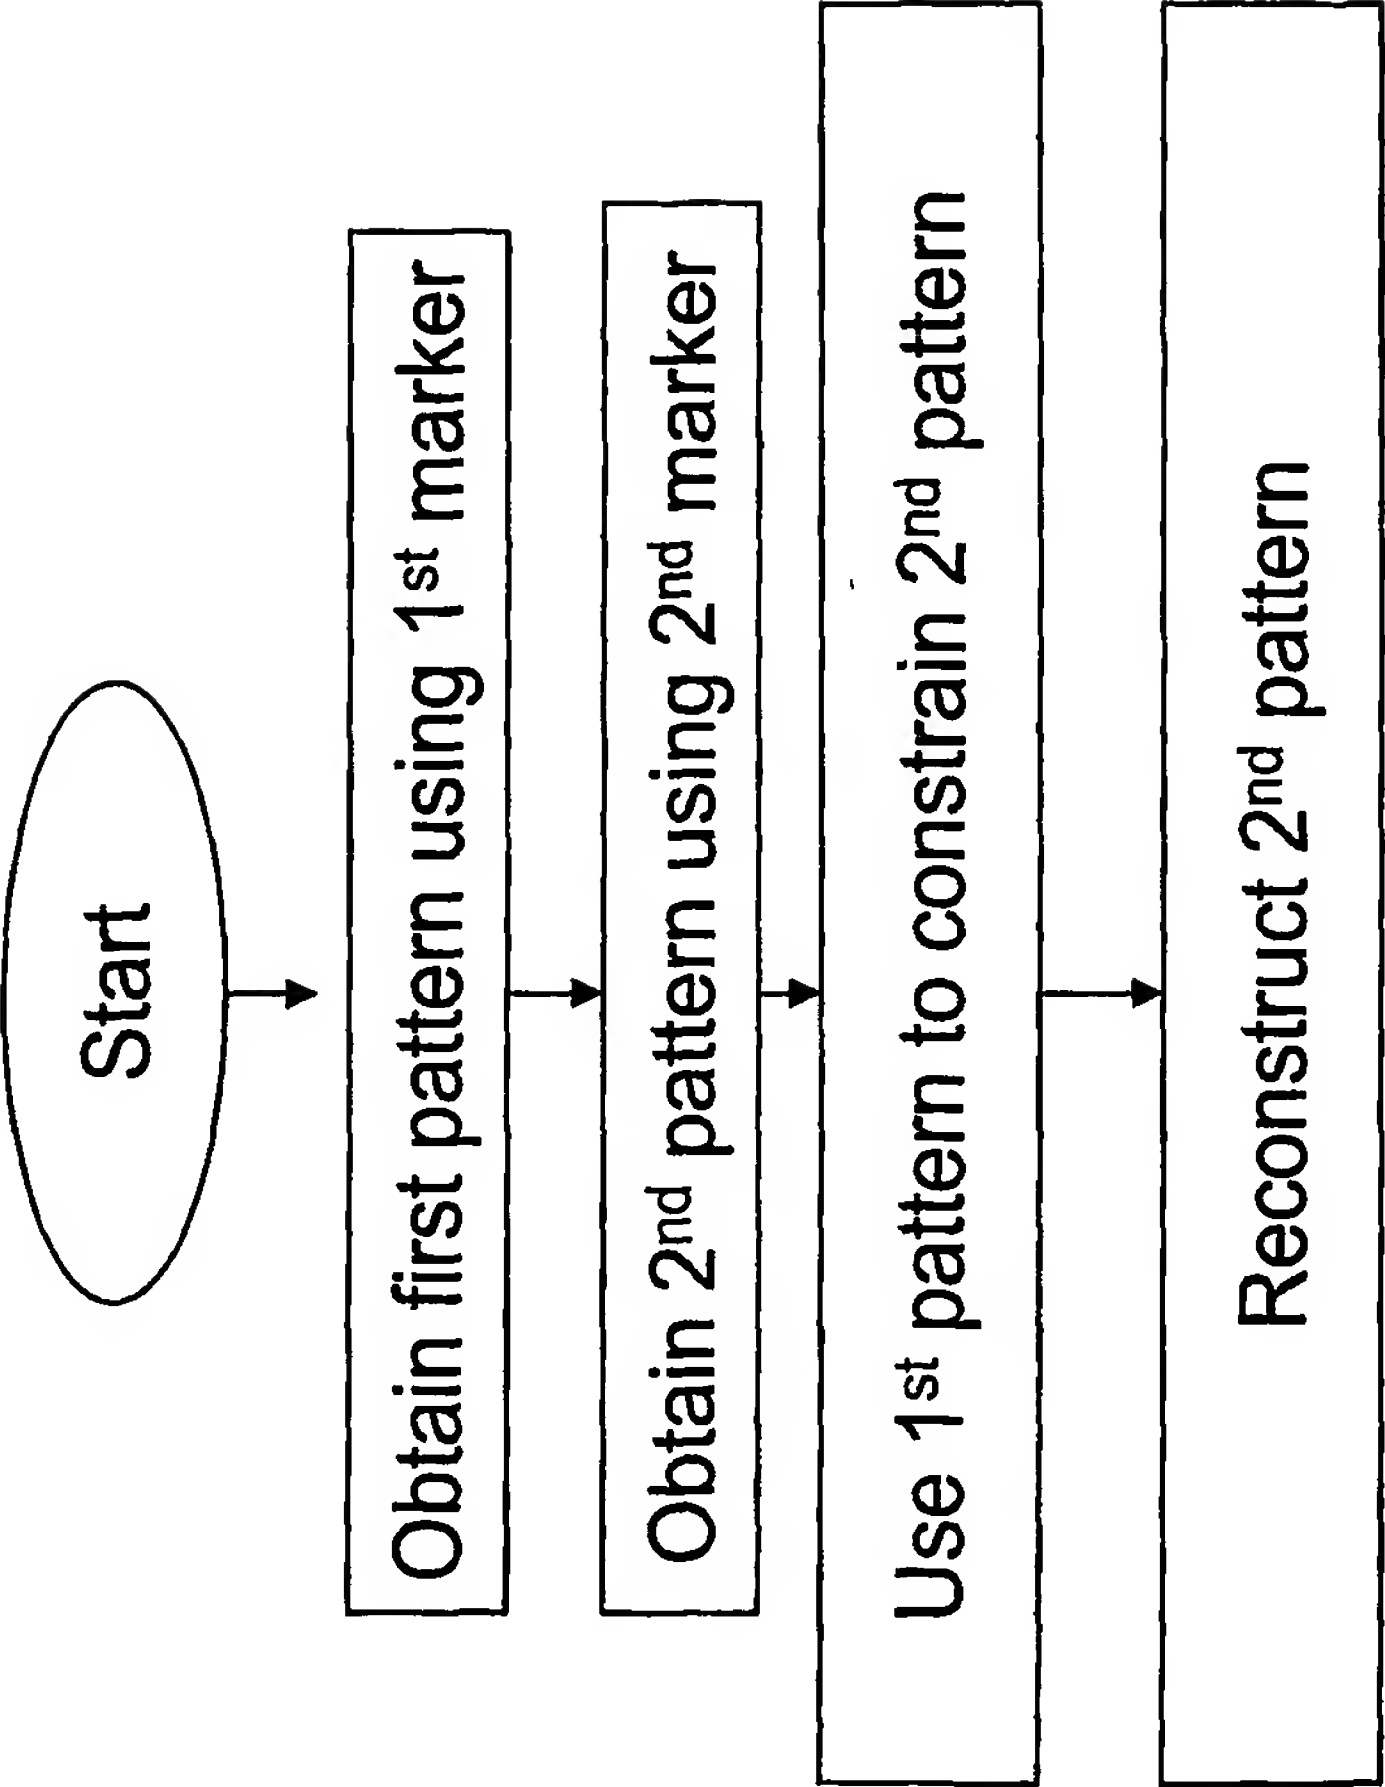 Start
Obtain first pattern using 1st marker
Obtain 2nd pattern using 2nd marker
Use 1st pattern to constrain 2nd pattern
Reconstruct 2nd pattern